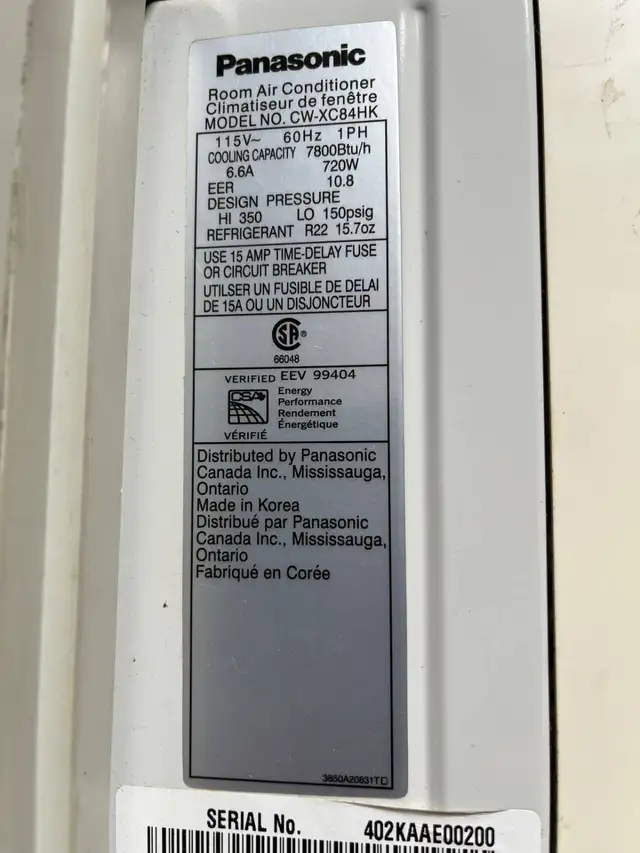 Panasonic
Room Air Conditioner
Climatiseur de fenêtre
MODEL NO. CW-XC84HK
115V~ 60Hz 1PH
COOLING CAPACITY 7800Btu/h
6.6A 720W
EER 10.8
DESIGN PRESSURE
HI 350 LO 150psig
REFRIGERANT R22 15.7oz
USE 15 AMP TIME-DELAY FUSE
OR CIRCUIT BREAKER
UTILSER UN FUSIBLE DE DELAI
DE 15A OU UN DISJONCTEUR
SA ®
66048
VERIFIED EEV 99404
CSA
Energy
Performance
Rendement
Énergétique
VÉRIFIÉ
Distributed by Panasonic
Canada Inc., Mississauga,
Ontario
Made in Korea
Distribué par Panasonic
Canada Inc., Mississauga,
Ontario
Fabriqué en Corée
3850A20831T
SERIAL No. 402KAAE00200